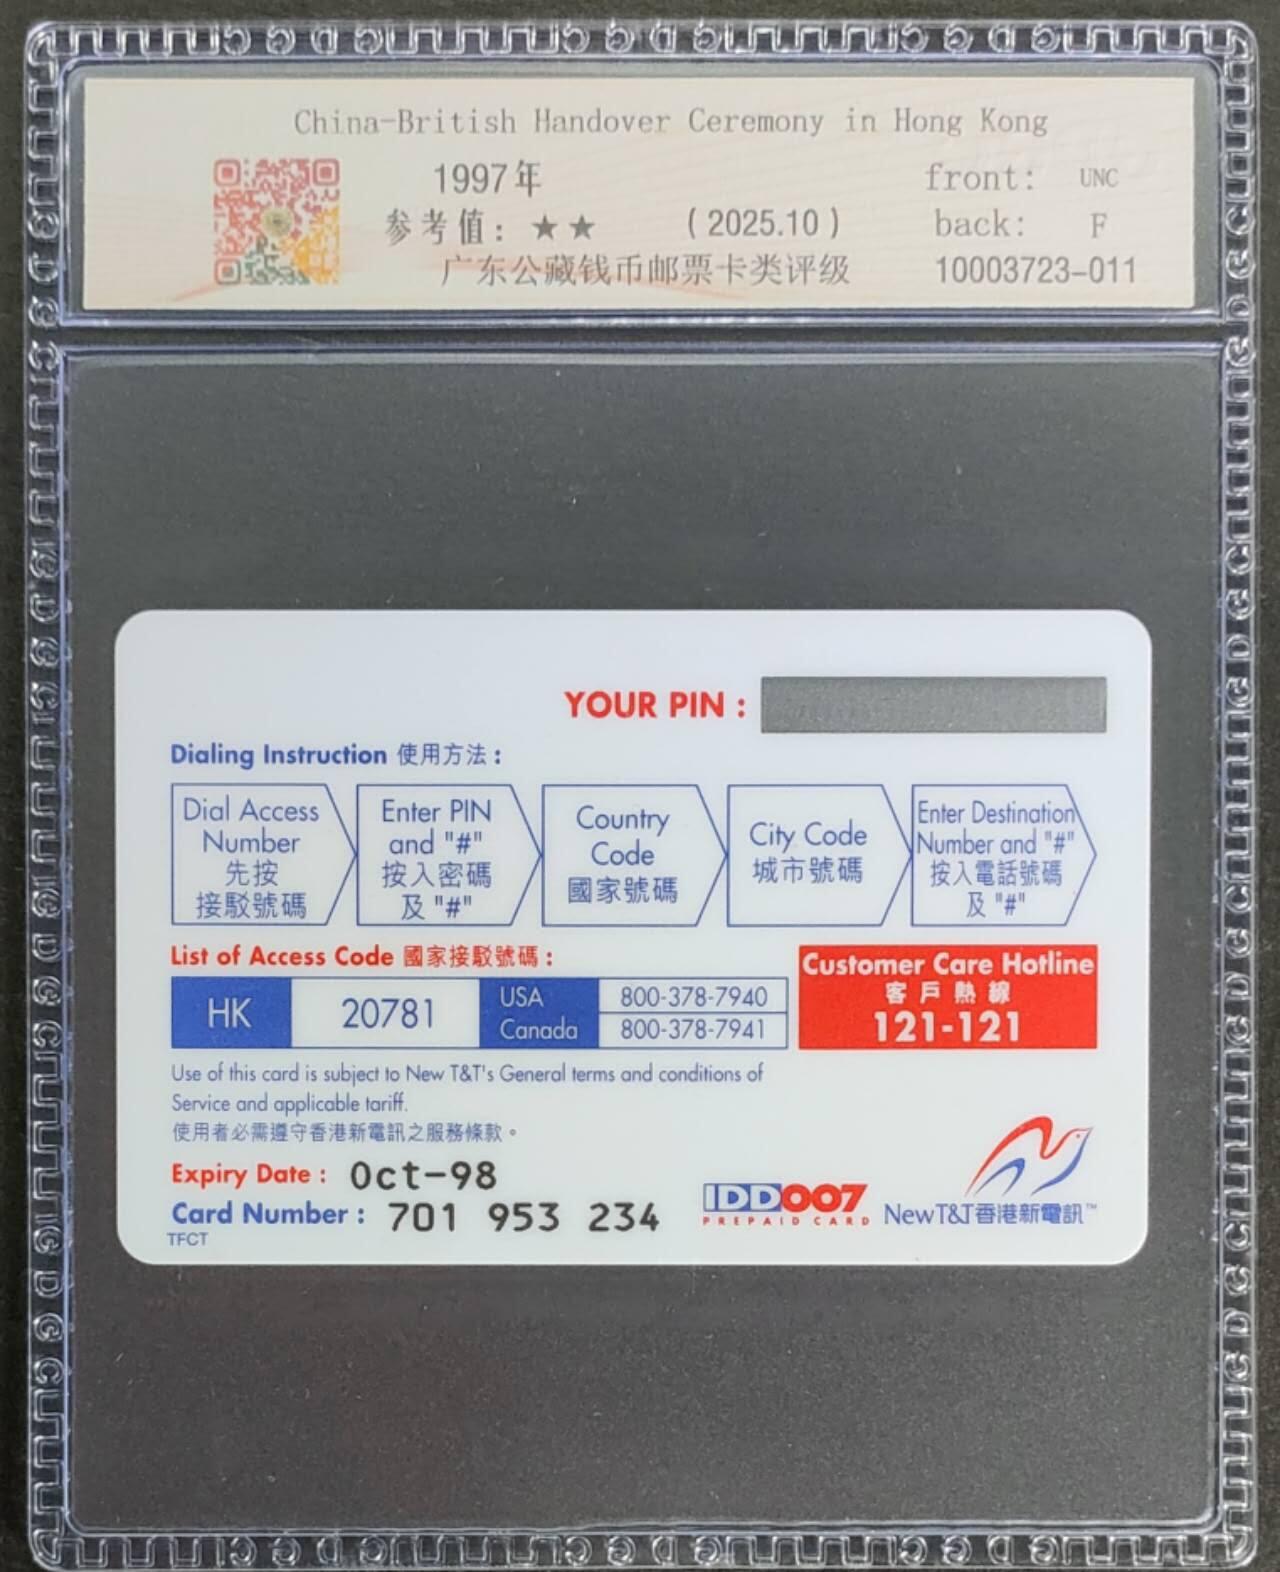 China-British Handover Ceremony in Hong Kong
1997年
front: UNC
参考值: ★★ (2025.10)
back: F
广东公藏钱币邮票卡类评级
10003723-011
YOUR PIN :
Dialing Instruction 使用方法 :
Dial Access
Number
先按
接駁號碼
Enter PIN
and "#"
按入密碼
及 "#"
Country
Code
國家號碼
City Code
城市號碼
Enter Destination
Number and "#"
按入電話號碼
及 "#"
List of Access Code 國家接駁號碼 :
HK
20781
USA
800-378-7940
Canada
800-378-7941
Customer Care Hotline
客戶熱線
121-121
Use of this card is subject to New T&T's General terms and conditions of
Service and applicable tariff.
使用者必需遵守香港新電訊之服務條款。
Expiry Date : Oct-98
Card Number : 701 953 234
TFCT
IDD007
PREPAID CARD
New T&T香港新電訊™